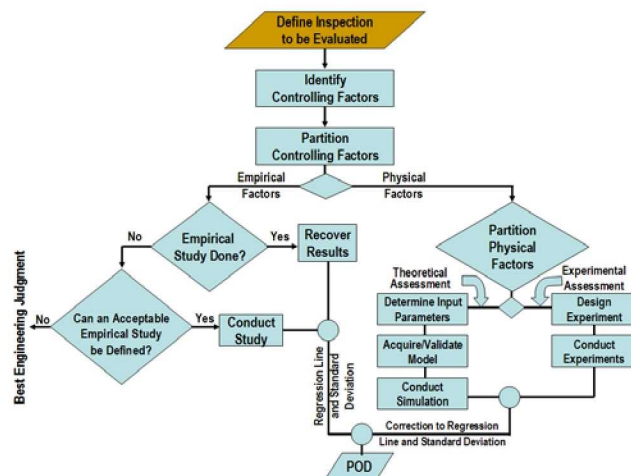 Define Inspection
to be Evaluated
Identify
Controlling Factors
Partition
Controlling Factors
Empirical
Factors
Physical
Factors
No
Empirical
Study Done?
Yes
Recover
Results
Partition
Physical
Factors
Theoretical
Assessment
Experimental
Assessment
Best Engineering Judgment
No
Can an Acceptable
Empirical Study
be Defined?
Yes
Conduct
Study
Determine Input
Parameters
Design
Experiment
Acquire/Validate
Model
Conduct
Experiments
Conduct
Simulation
Regression Line
and Standard
Deviation
Correction to Regression
Line and Standard Deviation
POD